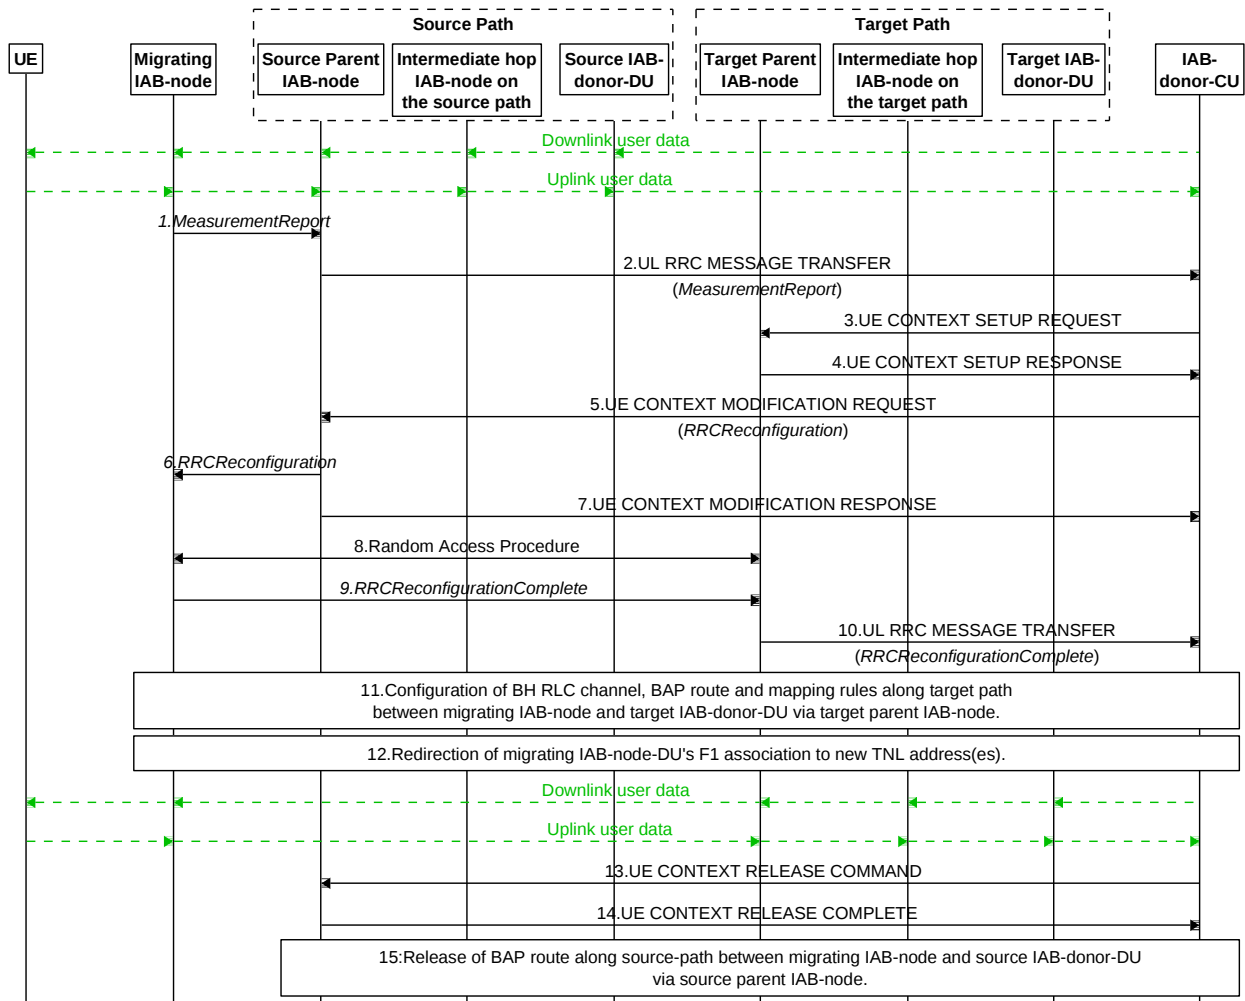 Source Path
Target Path
UE
Migrating
IAB-node
Source Parent
IAB-node
Intermediate hop
IAB-node on
the source path
Source IAB-
donor-DU
Target Parent
IAB-node
Intermediate hop
IAB-node on
the target path
Target IAB-
donor-DU
IAB-
donor-CU
Downlink user data
Uplink user data
1.MeasurementReport
2.UL RRC MESSAGE TRANSFER
(MeasurementReport)
3.UE CONTEXT SETUP REQUEST
4.UE CONTEXT SETUP RESPONSE
5.UE CONTEXT MODIFICATION REQUEST
(RRCReconfiguration)
6.RRCReconfiguration
7.UE CONTEXT MODIFICATION RESPONSE
8.Random Access Procedure
9.RRCReconfigurationComplete
10.UL RRC MESSAGE TRANSFER
(RRCReconfigurationComplete)
11.Configuration of BH RLC channel, BAP route and mapping rules along target path
between migrating IAB-node and target IAB-donor-DU via target parent IAB-node.
12.Redirection of migrating IAB-node-DU's F1 association to new TNL address(es).
Downlink user data
Uplink user data
13.UE CONTEXT RELEASE COMMAND
14.UE CONTEXT RELEASE COMPLETE
15:Release of BAP route along source-path between migrating IAB-node and source IAB-donor-DU
via source parent IAB-node.